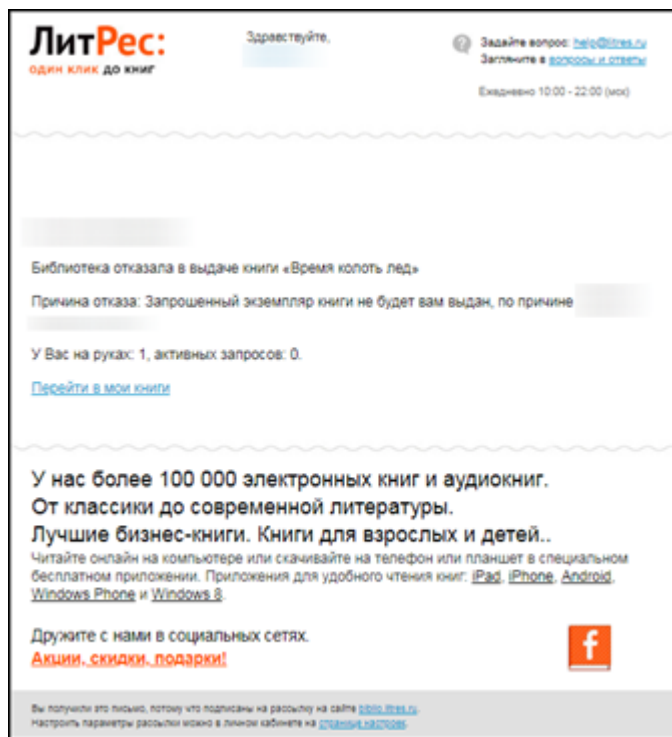 ЛитРес:
один клик до книг
Здравствуйте,
Задайте вопрос: help@litres.ru
Загляните в вопросы и ответы
Ежедневно 10:00 - 22:00 (мск)
Библиотека отказала в выдаче книги «Время колоть лед»
Причина отказа: Запрошенный экземпляр книги не будет вам выдан, по причине
У Вас на руках: 1, активных запросов: 0.
Перейти в мои книги
У нас более 100 000 электронных книг и аудиокниг.
От классики до современной литературы.
Лучшие бизнес-книги. Книги для взрослых и детей..
Читайте онлайн на компьютере или скачивайте на телефон или планшет в специальном
бесплатном приложении. Приложения для удобного чтения книг: iPad, iPhone, Android,
Windows Phone и Windows 8.
Дружите с нами в социальных сетях.
Акции, скидки, подарки!
f
Вы получили это письмо, потому что подписаны на рассылку на сайте biblio.litres.ru.
Настроить параметры рассылки можно в личном кабинете на странице настроек.